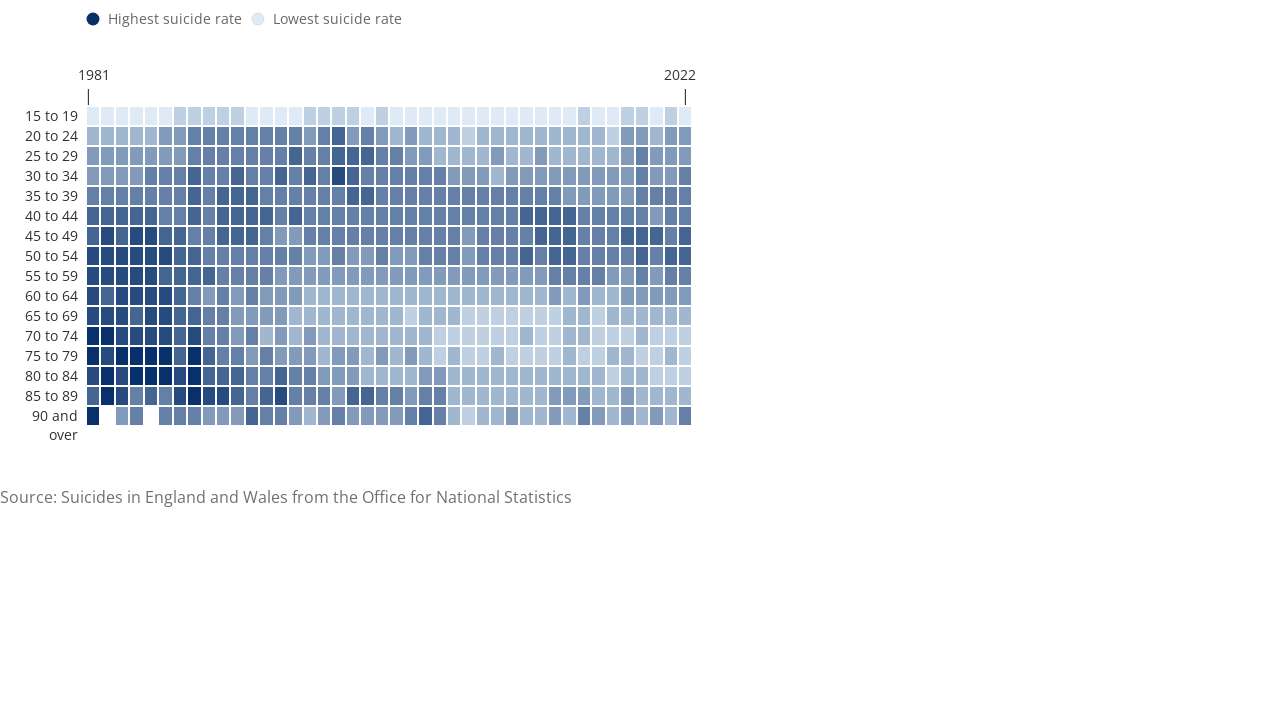 Highest suicide rate Lowest suicide rate
1981 2022
15 to 19
20 to 24
25 to 29
30 to 34
35 to 39
40 to 44
45 to 49
50 to 54
55 to 59
60 to 64
65 to 69
70 to 74
75 to 79
80 to 84
85 to 89
90 and
over
Source: Suicides in England and Wales from the Office for National Statistics